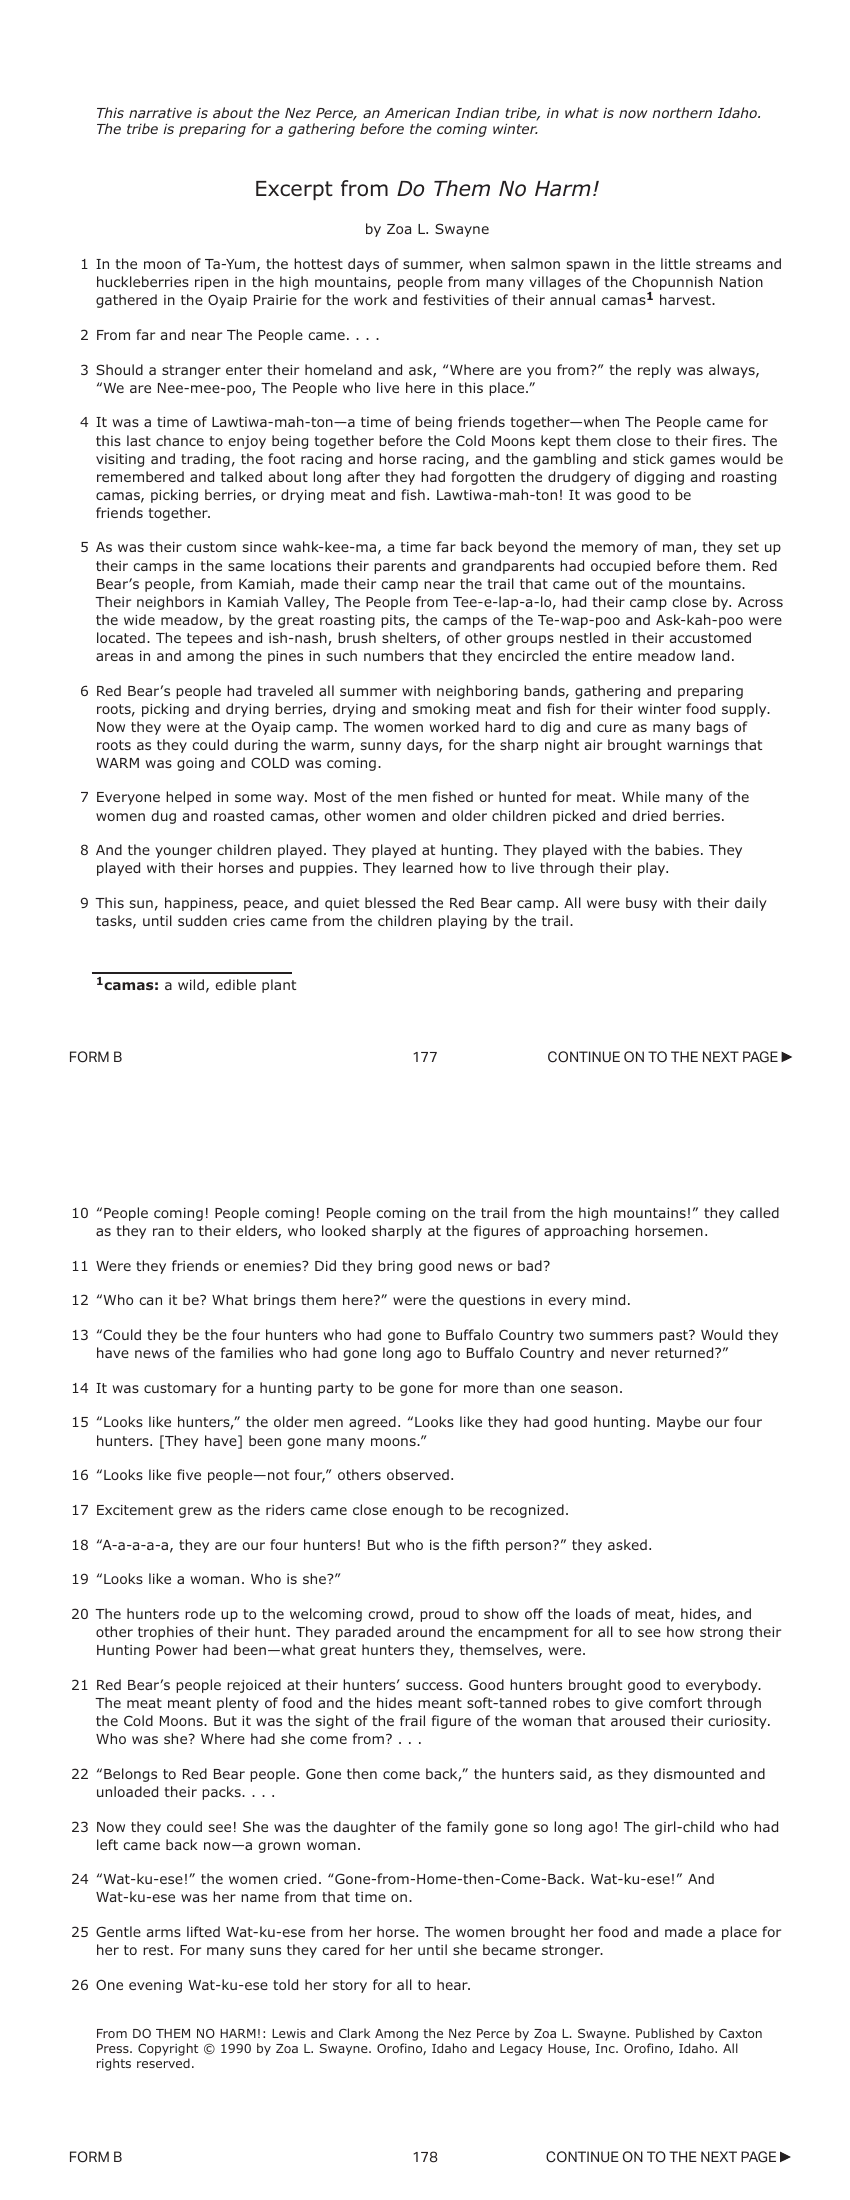 This narrative is about the Nez Perce, an American Indian tribe, in what is now northern Idaho.
The tribe is preparing for a gathering before the coming winter.
Excerpt from Do Them No Harm!
by Zoa L. Swayne
1 In the moon of Ta-Yum, the hottest days of summer, when salmon spawn in the little streams and
huckleberries ripen in the high mountains, people from many villages of the Chopunnish Nation
gathered in the Oyaip Prairie for the work and festivities of their annual camas1 harvest.
2 From far and near The People came. . . .
3 Should a stranger enter their homeland and ask, “Where are you from?” the reply was always,
“We are Nee-mee-poo, The People who live here in this place.”
4 It was a time of Lawtiwa-mah-ton—a time of being friends together—when The People came for
this last chance to enjoy being together before the Cold Moons kept them close to their fires. The
visiting and trading, the foot racing and horse racing, and the gambling and stick games would be
remembered and talked about long after they had forgotten the drudgery of digging and roasting
camas, picking berries, or drying meat and fish. Lawtiwa-mah-ton! It was good to be
friends together.
5 As was their custom since wahk-kee-ma, a time far back beyond the memory of man, they set up
their camps in the same locations their parents and grandparents had occupied before them. Red
Bear’s people, from Kamiah, made their camp near the trail that came out of the mountains.
Their neighbors in Kamiah Valley, The People from Tee-e-lap-a-lo, had their camp close by. Across
the wide meadow, by the great roasting pits, the camps of the Te-wap-poo and Ask-kah-poo were
located. The tepees and ish-nash, brush shelters, of other groups nestled in their accustomed
areas in and among the pines in such numbers that they encircled the entire meadow land.
6 Red Bear’s people had traveled all summer with neighboring bands, gathering and preparing
roots, picking and drying berries, drying and smoking meat and fish for their winter food supply.
Now they were at the Oyaip camp. The women worked hard to dig and cure as many bags of
roots as they could during the warm, sunny days, for the sharp night air brought warnings that
WARM was going and COLD was coming.
7 Everyone helped in some way. Most of the men fished or hunted for meat. While many of the
women dug and roasted camas, other women and older children picked and dried berries.
8 And the younger children played. They played at hunting. They played with the babies. They
played with their horses and puppies. They learned how to live through their play.
9 This sun, happiness, peace, and quiet blessed the Red Bear camp. All were busy with their daily
tasks, until sudden cries came from the children playing by the trail.
1camas: a wild, edible plant
FORM B 177 CONTINUE ON TO THE NEXT PAGE ▶
10 “People coming! People coming! People coming on the trail from the high mountains!” they called
as they ran to their elders, who looked sharply at the figures of approaching horsemen.
11 Were they friends or enemies? Did they bring good news or bad?
12 “Who can it be? What brings them here?” were the questions in every mind.
13 “Could they be the four hunters who had gone to Buffalo Country two summers past? Would they
have news of the families who had gone long ago to Buffalo Country and never returned?”
14 It was customary for a hunting party to be gone for more than one season.
15 “Looks like hunters,” the older men agreed. “Looks like they had good hunting. Maybe our four
hunters. [They have] been gone many moons.”
16 “Looks like five people—not four,” others observed.
17 Excitement grew as the riders came close enough to be recognized.
18 “A-a-a-a-a, they are our four hunters! But who is the fifth person?” they asked.
19 “Looks like a woman. Who is she?”
20 The hunters rode up to the welcoming crowd, proud to show off the loads of meat, hides, and
other trophies of their hunt. They paraded around the encampment for all to see how strong their
Hunting Power had been—what great hunters they, themselves, were.
21 Red Bear’s people rejoiced at their hunters’ success. Good hunters brought good to everybody.
The meat meant plenty of food and the hides meant soft-tanned robes to give comfort through
the Cold Moons. But it was the sight of the frail figure of the woman that aroused their curiosity.
Who was she? Where had she come from? . . .
22 “Belongs to Red Bear people. Gone then come back,” the hunters said, as they dismounted and
unloaded their packs. . . .
23 Now they could see! She was the daughter of the family gone so long ago! The girl-child who had
left came back now—a grown woman.
24 “Wat-ku-ese!” the women cried. “Gone-from-Home-then-Come-Back. Wat-ku-ese!” And
Wat-ku-ese was her name from that time on.
25 Gentle arms lifted Wat-ku-ese from her horse. The women brought her food and made a place for
her to rest. For many suns they cared for her until she became stronger.
26 One evening Wat-ku-ese told her story for all to hear.
From DO THEM NO HARM!: Lewis and Clark Among the Nez Perce by Zoa L. Swayne. Published by Caxton
Press. Copyright © 1990 by Zoa L. Swayne. Orofino, Idaho and Legacy House, Inc. Orofino, Idaho. All
rights reserved.
FORM B 178 CONTINUE ON TO THE NEXT PAGE ▶